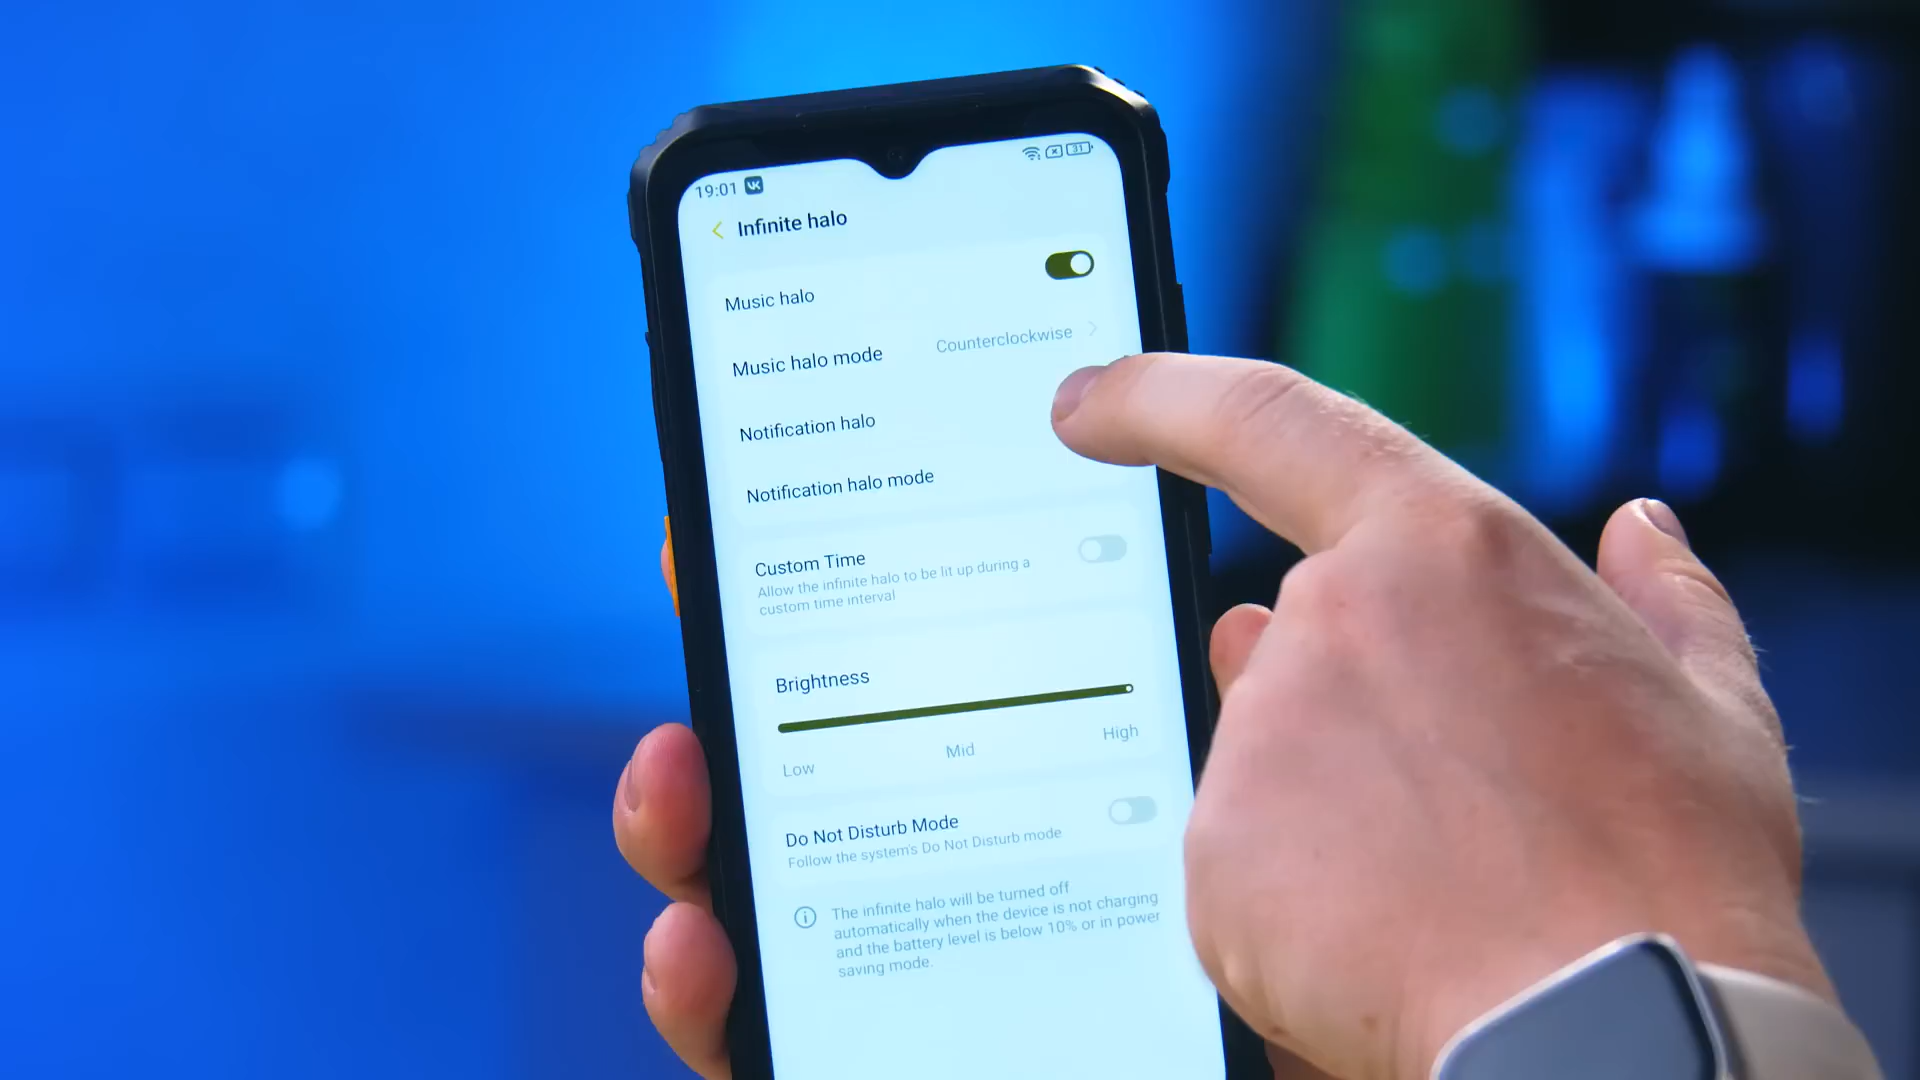 19:01 VK 31
Infinite halo
Music halo
Music halo mode Counterclockwise
Notification halo
Notification halo mode
Custom Time
Allow the infinite halo to be lit up during a
custom time interval
Brightness
Low Mid High
Do Not Disturb Mode
Follow the system's Do Not Disturb mode
The infinite halo will be turned off
automatically when the device is not charging
and the battery level is below 10% or in power
saving mode.